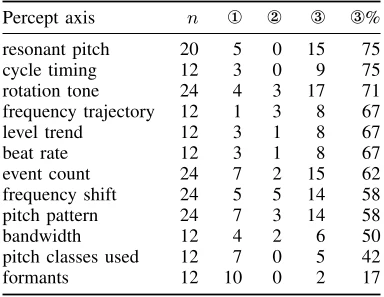 Percept axis n ① ② ③ ③%
resonant pitch 20 5 0 15 75
cycle timing 12 3 0 9 75
rotation tone 24 4 3 17 71
frequency trajectory 12 1 3 8 67
level trend 12 3 1 8 67
beat rate 12 3 1 8 67
event count 24 7 2 15 62
frequency shift 24 5 5 14 58
pitch pattern 24 7 3 14 58
bandwidth 12 4 2 6 50
pitch classes used 12 7 0 5 42
formants 12 10 0 2 17